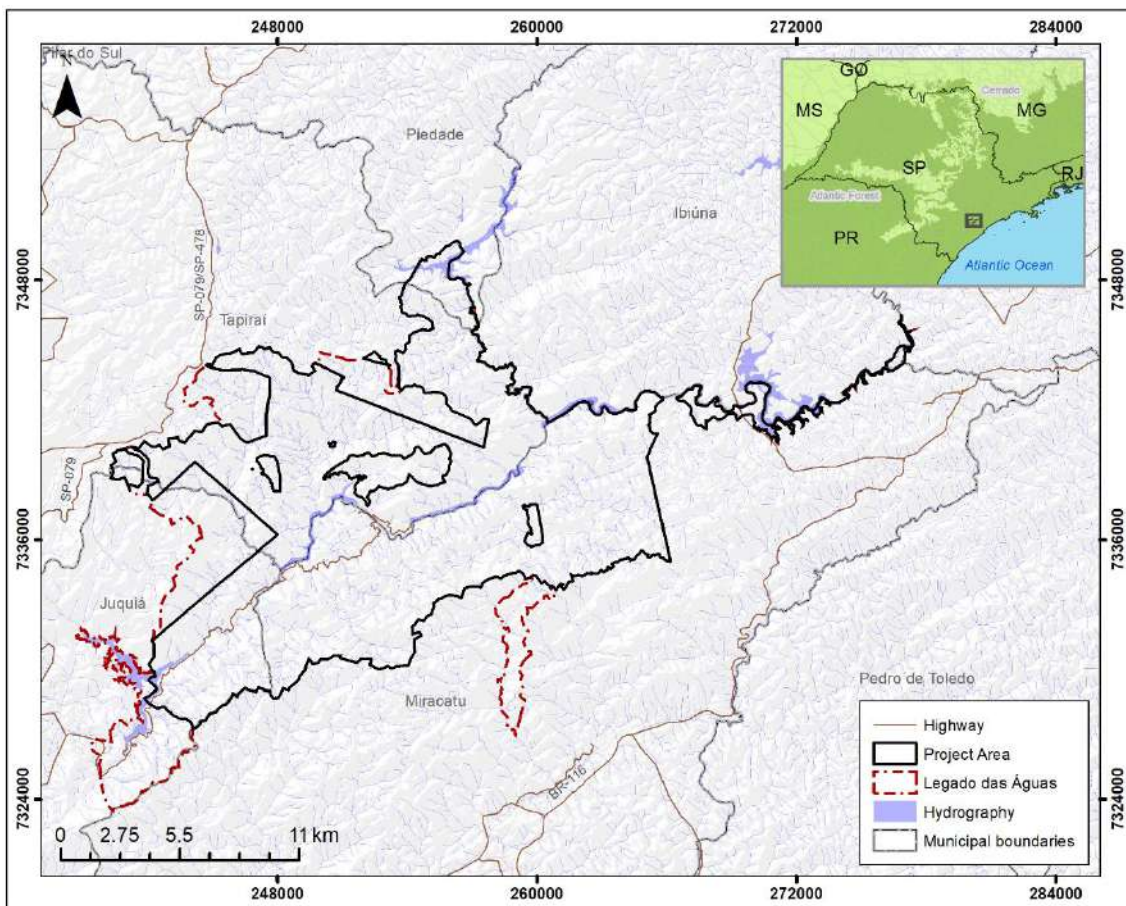 248000
260000
272000
284000
Pilar do Sul
N
Piedade
Ibiúna
GO
Cerrado
MS
MG
SP
RJ
Atlantic Forest
PR
Atlantic Ocean
7348000
7348000
SP-079/SP-478
Tapiraí
SP-079
7336000
7336000
Juquiá
Miracatu
Pedro de Toledo
BR-116
7324000
7324000
Highway
Project Area
Legado das Águas
Hydrography
Municipal boundaries
0 2.75 5.5 11 km
248000
260000
272000
284000